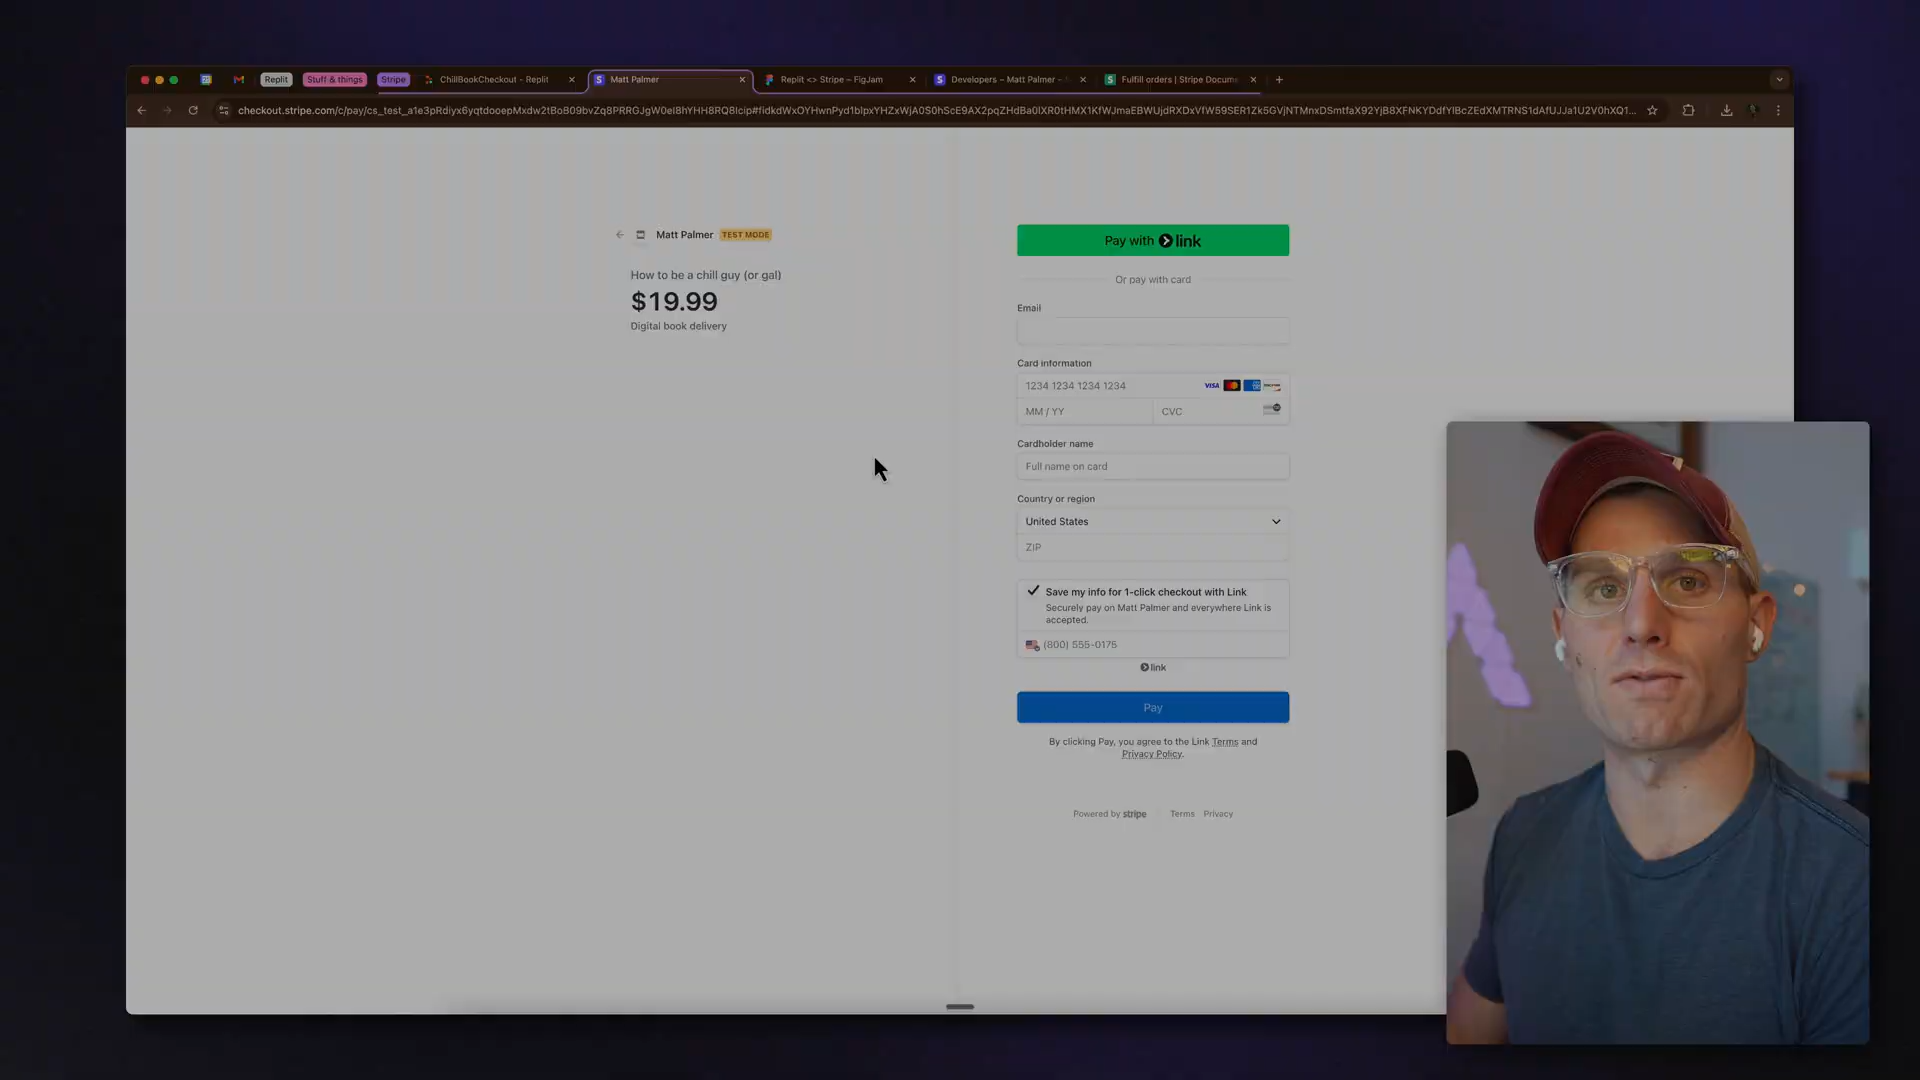 Replit
Stuff & things
Stripe
ChillBookCheckout - Replit
Matt Palmer
Replit <> Stripe – FigJam
Developers – Matt Palmer –
Fulfill orders | Stripe Docum
Matt Palmer TEST MODE
How to be a chill guy (or gal)
$19.99
Digital book delivery
Pay with link
Or pay with card
Email
Card information
1234 1234 1234 1234 VISA
MM / YY CVC
Cardholder name
Full name on card
Country or region
United States
ZIP
Save my info for 1-click checkout with Link
Securely pay on Matt Palmer and everywhere Link is
accepted.
(800) 555-0175
link
Pay
By clicking Pay, you agree to the Link Terms and
Privacy Policy.
Powered by stripe Terms Privacy